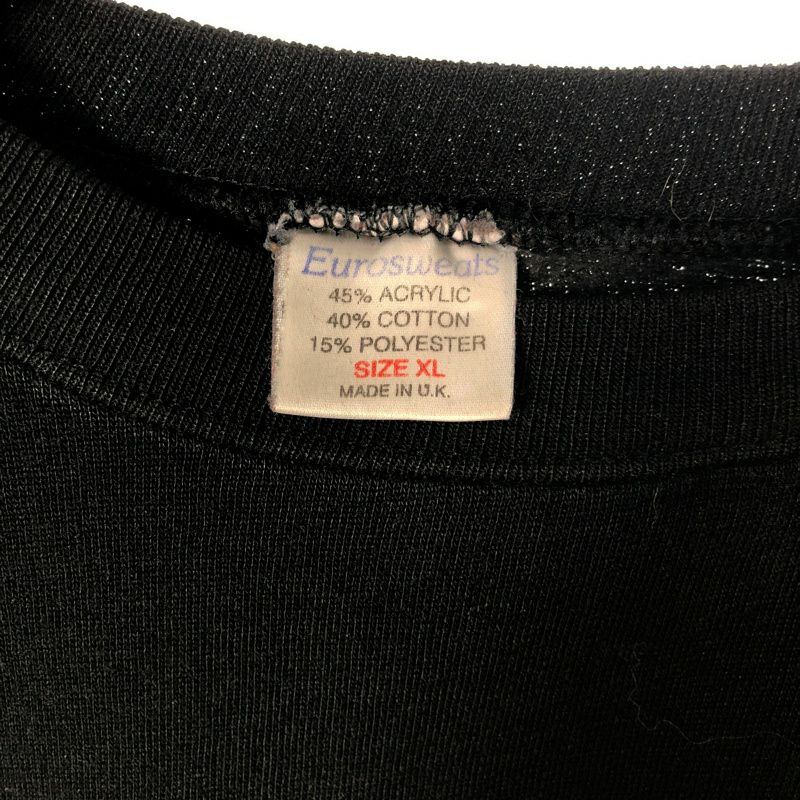 Eurosweats
45% ACRYLIC
40% COTTON
15% POLYESTER
SIZE XL
MADE IN U.K.